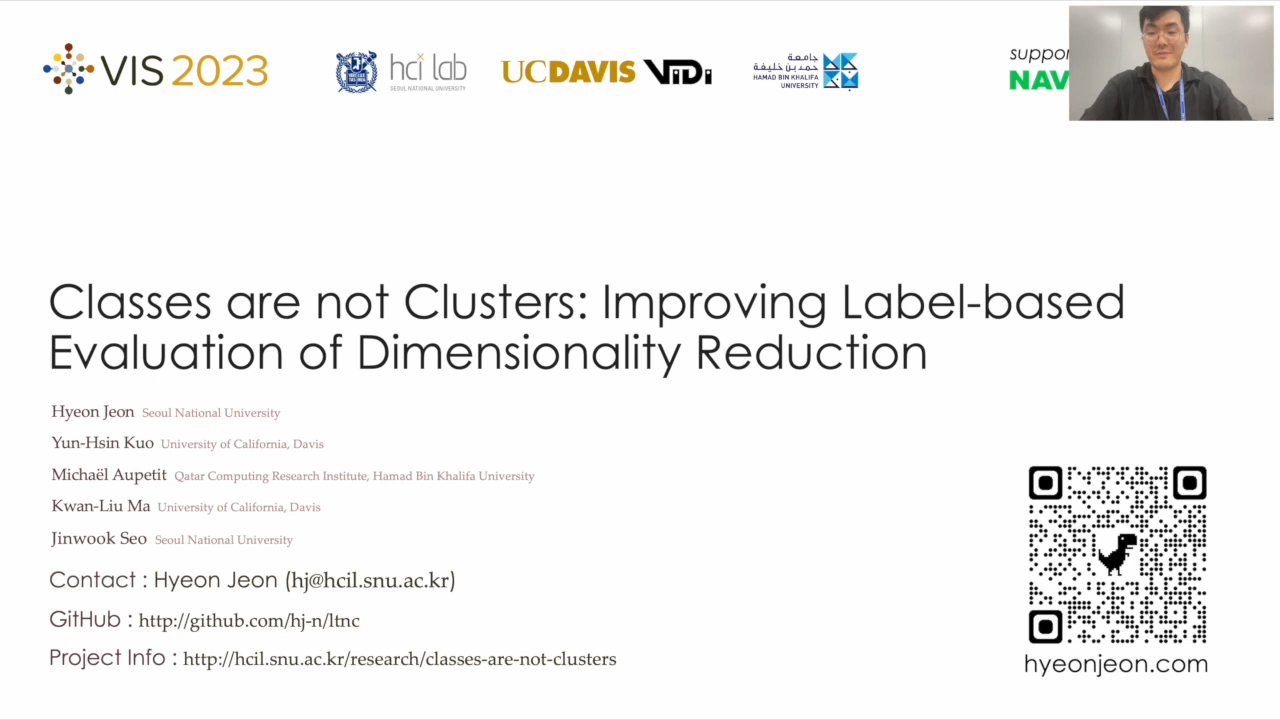 VIS 2023
hci lab
SEOUL NATIONAL UNIVERSITY
UCDAVIS
ViDi
جامعة
حمد بن خليفة
HAMAD BIN KHALIFA
UNIVERSITY
Classes are not Clusters: Improving Label-based
Evaluation of Dimensionality Reduction
Hyeon Jeon Seoul National University
Yun-Hsin Kuo University of California, Davis
Michaël Aupetit Qatar Computing Research Institute, Hamad Bin Khalifa University
Kwan-Liu Ma University of California, Davis
Jinwook Seo Seoul National University
Contact : Hyeon Jeon (hj@hcil.snu.ac.kr)
GitHub : http://github.com/hj-n/ltnc
Project Info : http://hcil.snu.ac.kr/research/classes-are-not-clusters
hyeonjeon.com